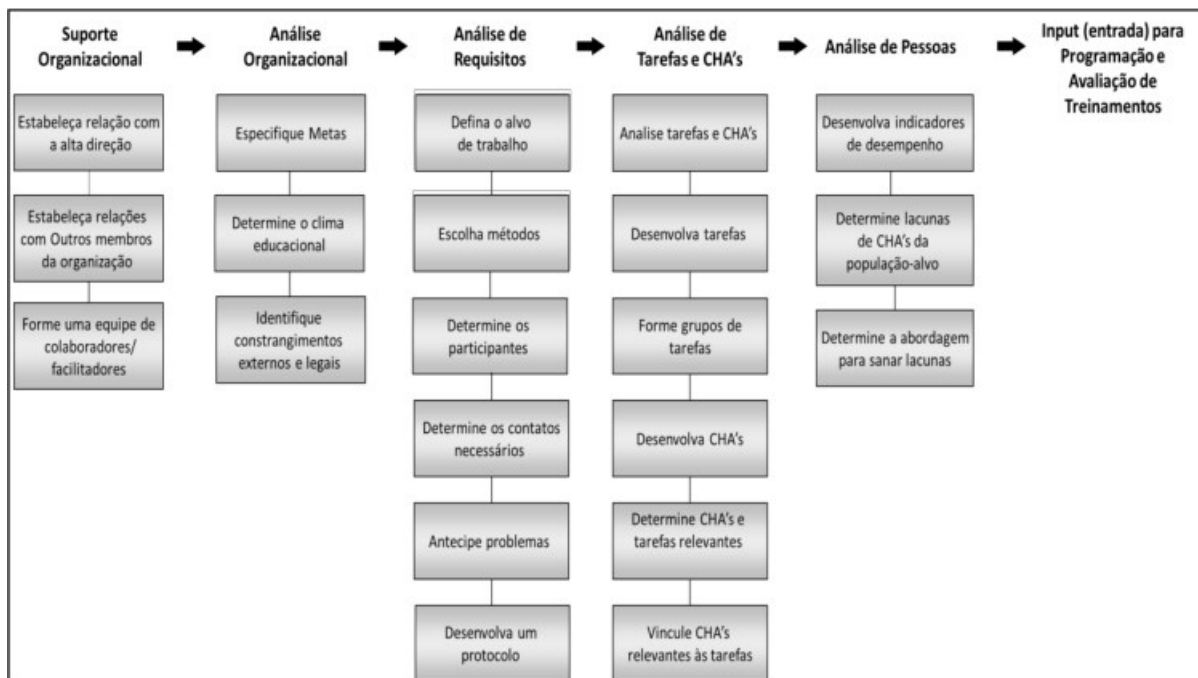 Suporte
Organizacional
Análise
Organizacional
Análise de
Requisitos
Análise de
Tarefas e CHA's
Análise de Pessoas
Input (entrada) para
Programação e
Avaliação de
Treinamentos
Estabeleça relação com
a alta direção
Estabeleça relações
com Outros membros
da organização
Forme uma equipe de
colaboradores/
facilitadores
Especifique Metas
Determine o clima
educacional
Identifique
constrangimentos
externos e legais
Defina o alvo
de trabalho
Escolha métodos
Determine os
participantes
Determine os contatos
necessários
Antecipe problemas
Desenvolva um
protocolo
Analise tarefas e CHA's
Desenvolva tarefas
Forme grupos de
tarefas
Desenvolva CHA's
Determine CHA's e
tarefas relevantes
Vincule CHA's
relevantes às tarefas
Desenvolva indicadores
de desempenho
Determine lacunas
de CHA's da
população-alvo
Determine a abordagem
para sanar lacunas